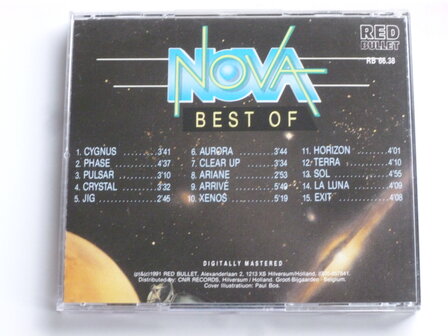 NOVA
BEST OF
RED
BULLET
RB 66.38
1. CYGNUS ........ 3'41
2. PHASE ........ 4'37
3. PULSAR ........ 3'10
4. CRYSTAL ........ 3'32
5. JIG ........ 2'46
6. AURORA ........ 3'44
7. CLEAR UP ........ 3'34
8. ARIANE ........ 2'53
9. ARRIVÉ ........ 5'49
10. XENOS ........ 5'19
11. HORIZON ........ 4'01
12. TERRA ........ 4'10
13. SOL ........ 4'55
14. LA LUNA ........ 4'09
15. EXIT ........ 4'08
DIGITALLY MASTERED
1991 RED BULLET, Alexanderlaan 2, 1213 XS Hilversum/Holland.
Distributed by: CNR RECORDS, Hilversum / Holland. Groot-Bijgaarden - Belgium.
Cover Illustration: Paul Bos.